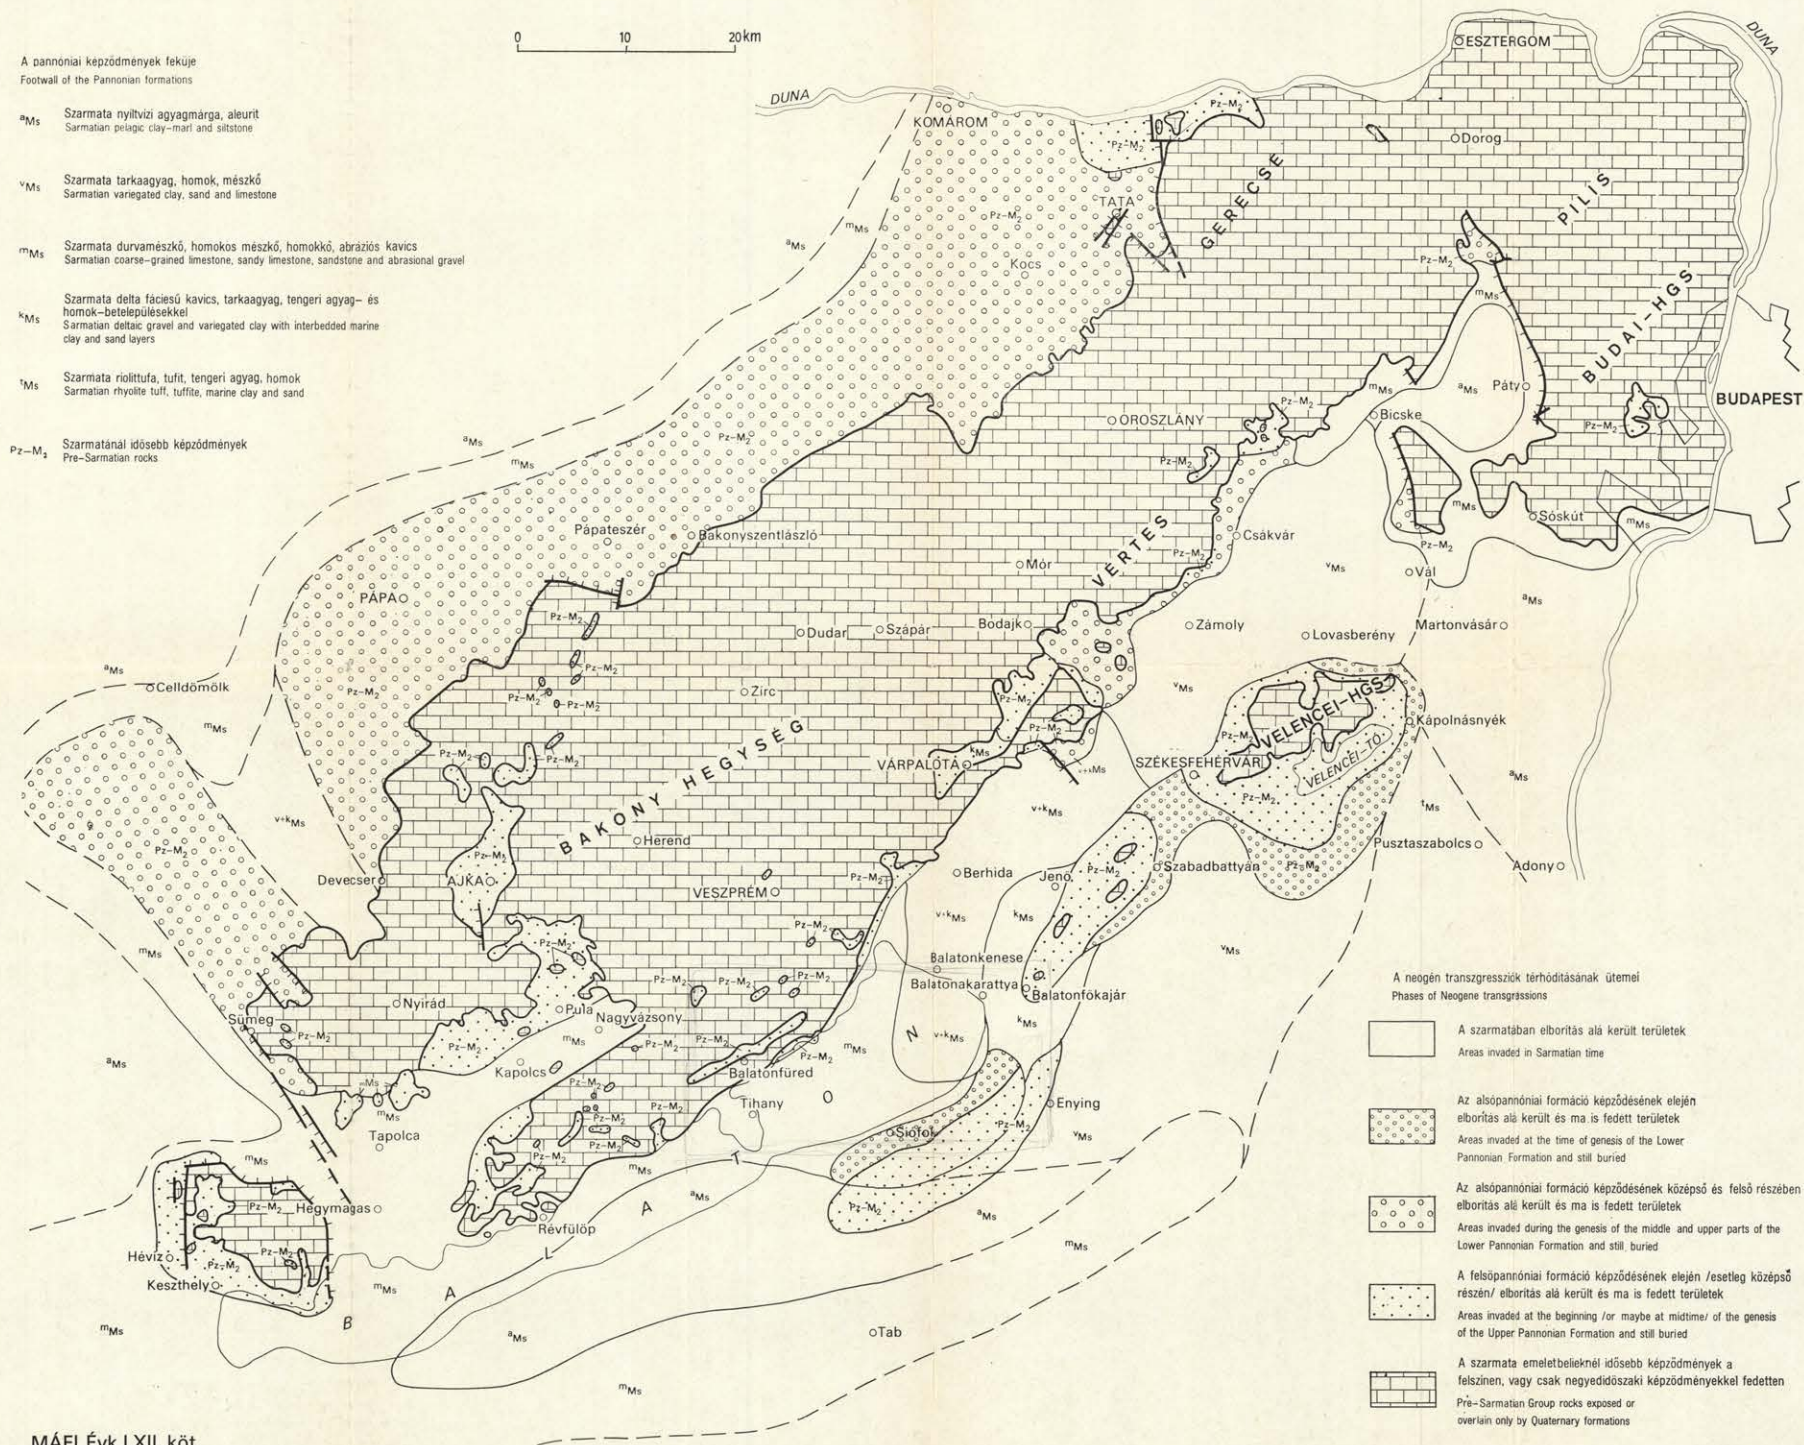 0 10 20km
A pannóniai képződmények feküje
Footwall of the Pannonian formations
aMs Szarmata nyíltvízi agyagmárga, aleurit
Sarmatian pelagic clay-marl and siltstone
vMs Szarmata tarkaagyag, homok, mészkő
Sarmatian variegated clay, sand and limestone
mMs Szarmata durvamészkő, homokos mészkő, homokkő, abráziós kavics
Sarmatian coarse-grained limestone, sandy limestone, sandstone and abrasional gravel
kMs Szarmata delta fáciesű kavics, tarkaagyag, tengeri agyag- és
homok-betelepülésekkel
Sarmatian deltaic gravel and variegated clay with interbedded marine
clay and sand layers
tMs Szarmata riolittufa, tufit, tengeri agyag, homok
Sarmatian rhyolite tuff, tuffite, marine clay and sand
Pz-M₂ Szarmatánál idősebb képződmények
Pre-Sarmatian rocks
DUNA
DUNA
ESZTERGOM
KOMÁROM
Dorog
TATA
GERECSE
PILIS
Kocs
BUDAI-HGS
Páty
BUDAPEST
OROSZLÁNY
Bicske
Sóskút
Pápateszér
Bakonyszentlászló
Csákvár
Mór
VÉRTES
Vál
PÁPA
Dudar
Szápár
Bodajk
Zámoly
Lovasberény
Martonvásár
Celldömölk
Zirc
VELENCEI-HGS
Kápolnásnyék
VELENCEI-TÓ
BAKONY HEGYSÉG
VÁRPALOTA
SZÉKESFEHÉRVÁR
Herend
Pusztaszabolcs
Adony
Devecser
AJKA
VESZPRÉM
Berhida
Jenő
Szabadbattyán
Balatonkenese
Balatonakarattya
Balatonfőkajár
Nyirád
Pula
Nagyvázsony
Sümeg
Kapolcs
Balatonfüred
Tihany
Enying
Siófok
Tapolca
Hegymagas
Révfülöp
Hévíz
Keszthely
BALATON
Tab
A neogén transzgressziók térhódításának ütemei
Phases of Neogene transgressions
A szarmatában elborítás alá került területek
Areas invaded in Sarmatian time
Az alsópannóniai formáció képződésének elején
elborítás alá került és ma is fedett területek
Areas invaded at the time of genesis of the Lower
Pannonian Formation and still buried
Az alsópannóniai formáció képződésének középső és felső részében
elborítás alá került és ma is fedett területek
Areas invaded during the genesis of the middle and upper parts of the
Lower Pannonian Formation and still buried
A felsőpannóniai formáció képződésének elején /esetleg középső
részén/ elborítás alá került és ma is fedett területek
Areas invaded at the beginning /or maybe at midtime/ of the genesis
of the Upper Pannonian Formation and still buried
A szarmata emeletbelieknél idősebb képződmények a
felszínen, vagy csak negyedidőszaki képződményekkel fedetten
Pre-Sarmatian Group rocks exposed or
overlain only by Quaternary formations
MÁFI Évk LXII. köt.